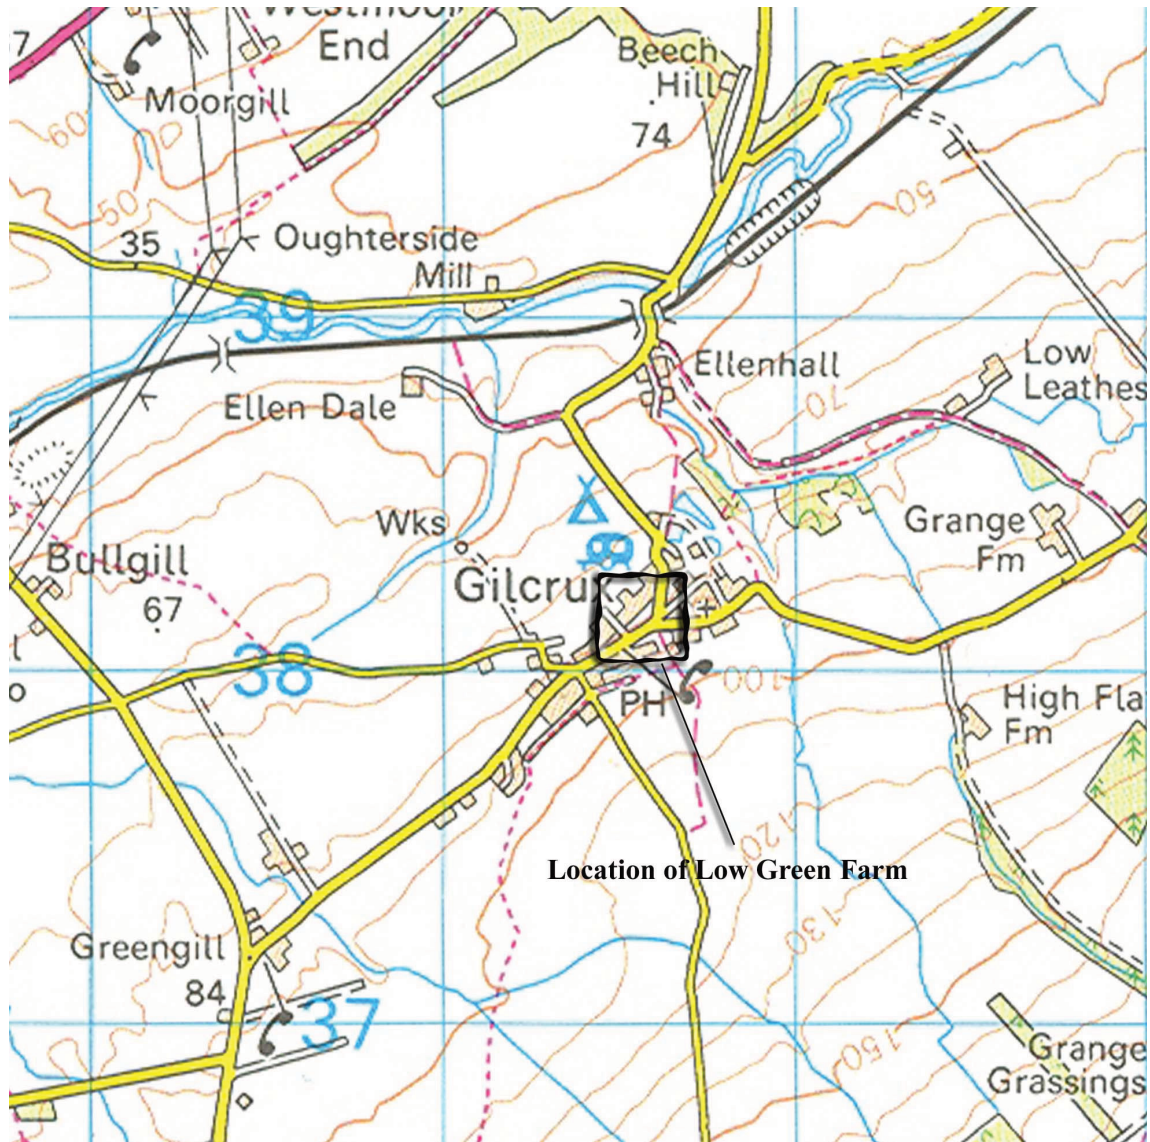 Westmoor
End
7
Moorgill
60
50
Beech
Hill
74
50
35
Oughterside
Mill
39
Ellenhall
Low
Leathes
70
Ellen Dale
Wks
Grange
Fm
Bullgill
67
Gilcrux
38
PH
100
High Fla
Fm
120
Location of Low Green Farm
130
Greengill
84
37
150
Grange
Grassings